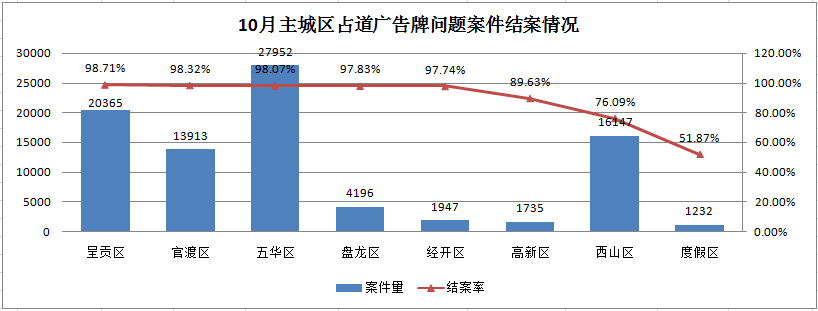 10月主城区占道广告牌问题案件结案情况
30000
25000
20000
15000
10000
5000
0
120.00%
100.00%
80.00%
60.00%
40.00%
20.00%
0.00%
98.71%
98.32%
98.07%
97.83%
97.74%
89.63%
76.09%
51.87%
20365
13913
27952
4196
1947
1735
16147
1232
呈贡区
官渡区
五华区
盘龙区
经开区
高新区
西山区
度假区
案件量
结案率